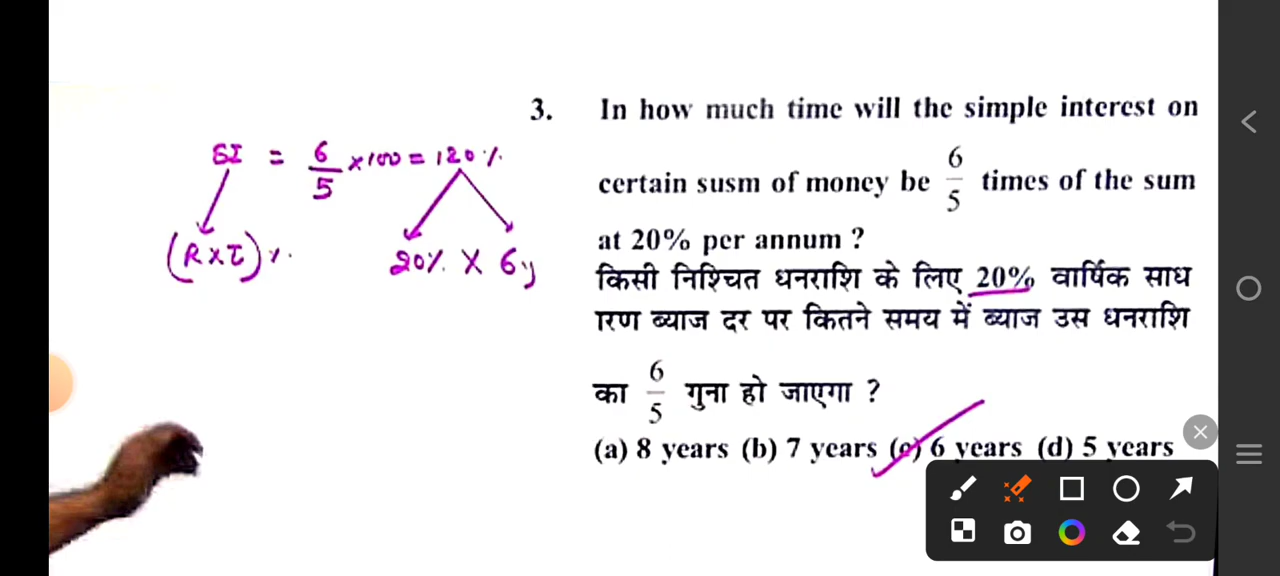 3. In how much time will the simple interest on
certain susm of money be 6/5 times of the sum
at 20% per annum ?
किसी निश्चित धनराशि के लिए 20% वार्षिक साध
ारण ब्याज दर पर कितने समय में ब्याज उस धनराशि
का 6/5 गुना हो जाएगा ?
(a) 8 years (b) 7 years (c) 6 years (d) 5 years
SI = 6/5 × 100 = 120%
(R×T)% 20% × 6y